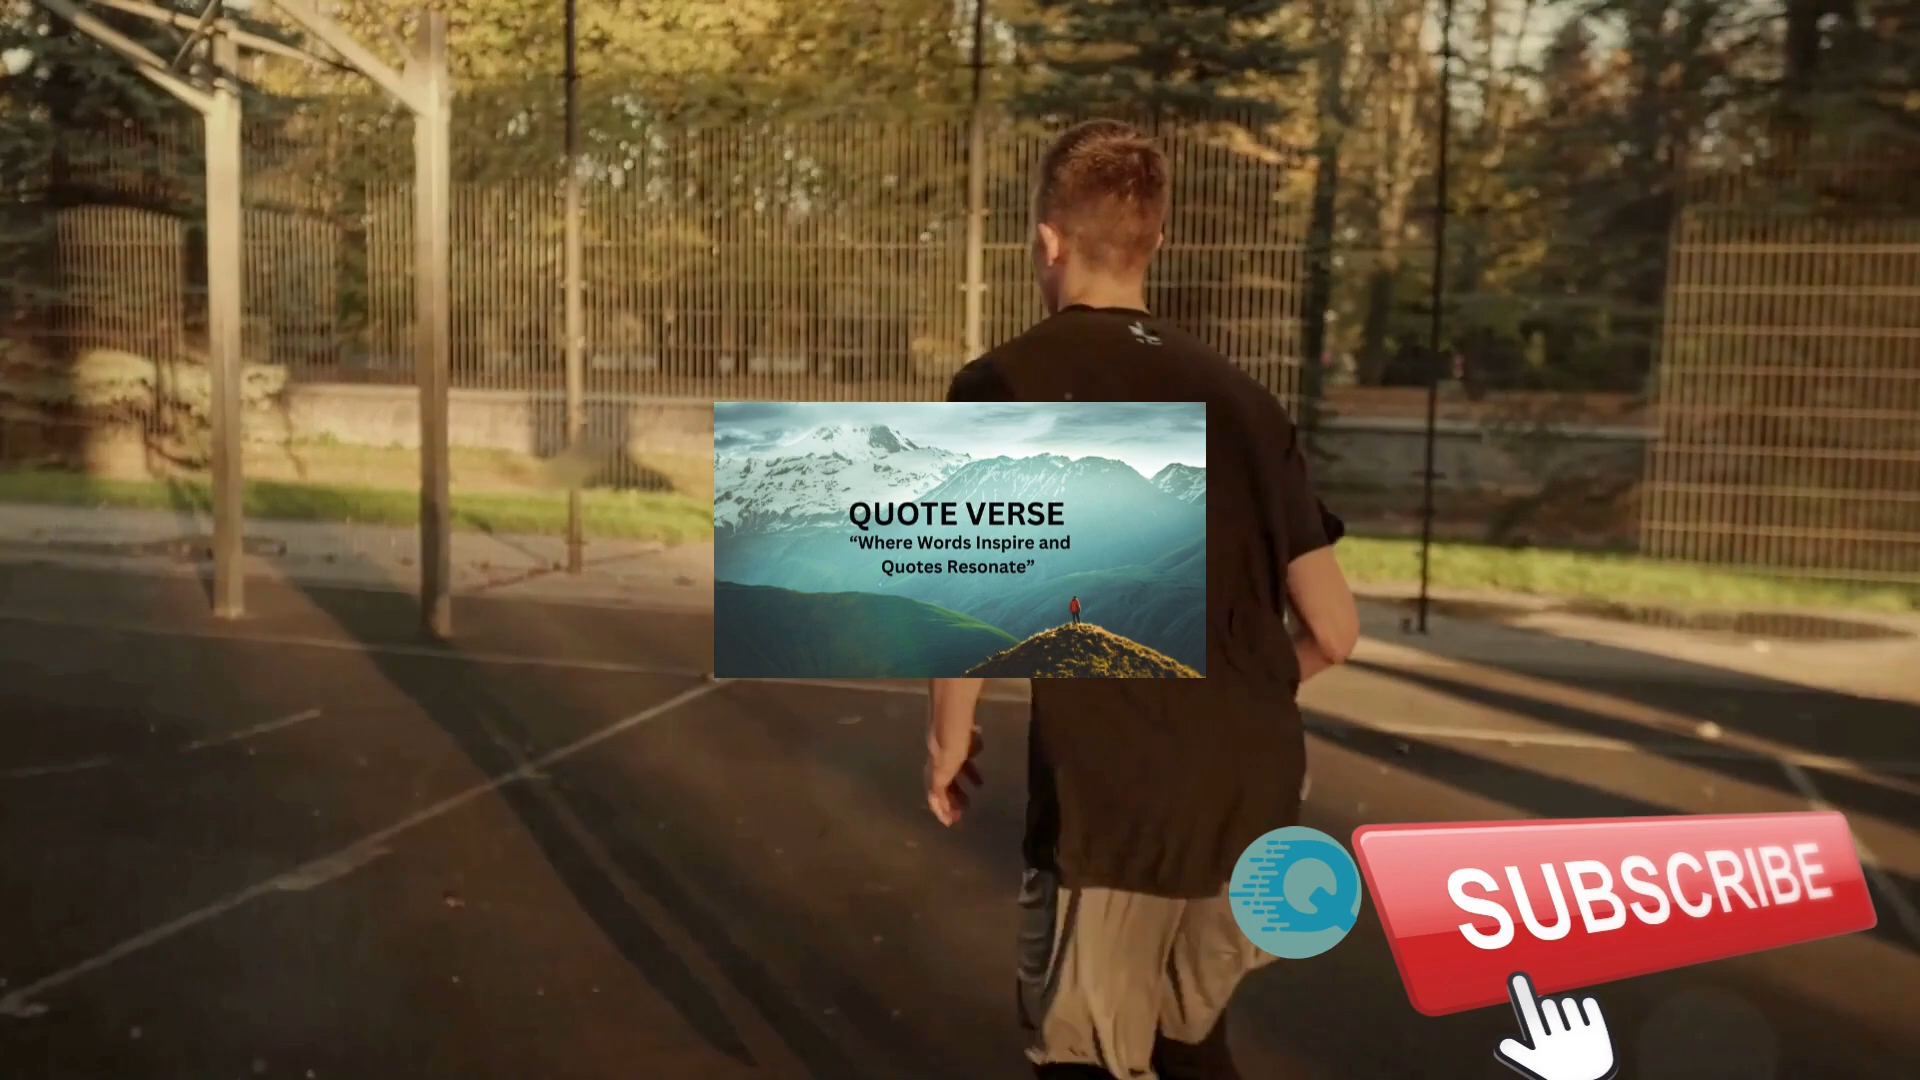 QUOTE VERSE
“Where Words Inspire and
Quotes Resonate”
Q
SUBSCRIBE